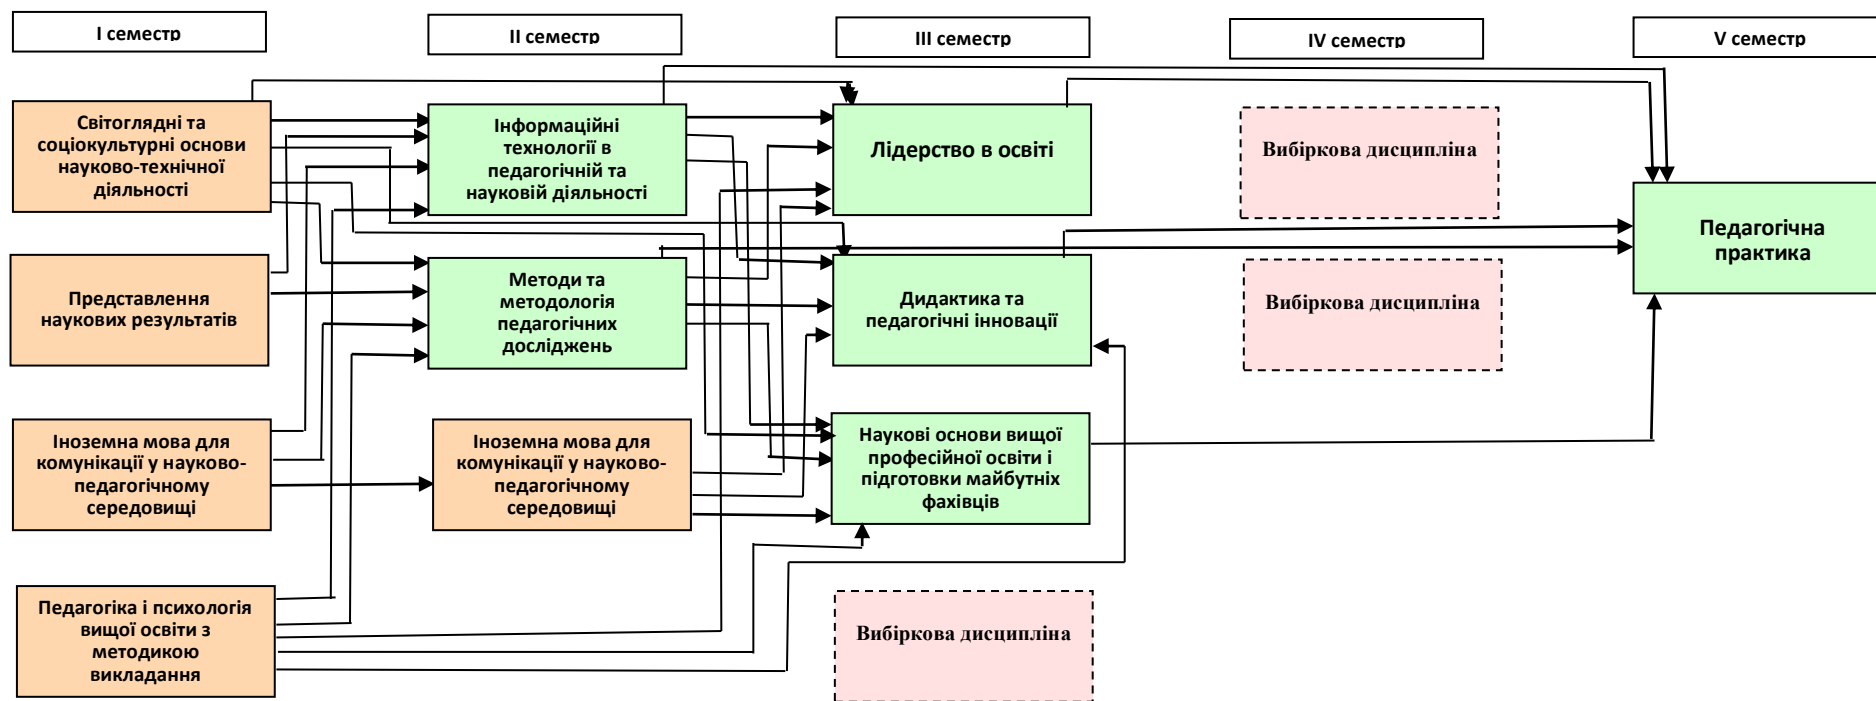 І семестр
ІІ семестр
ІІІ семестр
IV семестр
V семестр
Світоглядні та
соціокультурні основи
науково-технічної
діяльності
Інформаційні
технології в
педагогічній та
науковій діяльності
Лідерство в освіті
Вибіркова дисципліна
Педагогічна
практика
Представлення
наукових результатів
Методи та
методологія
педагогічних
досліджень
Дидактика та
педагогічні інновації
Вибіркова дисципліна
Іноземна мова для
комунікації у науково-
педагогічному
середовищі
Іноземна мова для
комунікації у науково-
педагогічному
середовищі
Наукові основи вищої
професійної освіти і
підготовки майбутніх
фахівців
Педагогіка і психологія
вищої освіти з
методикою
викладання
Вибіркова дисципліна